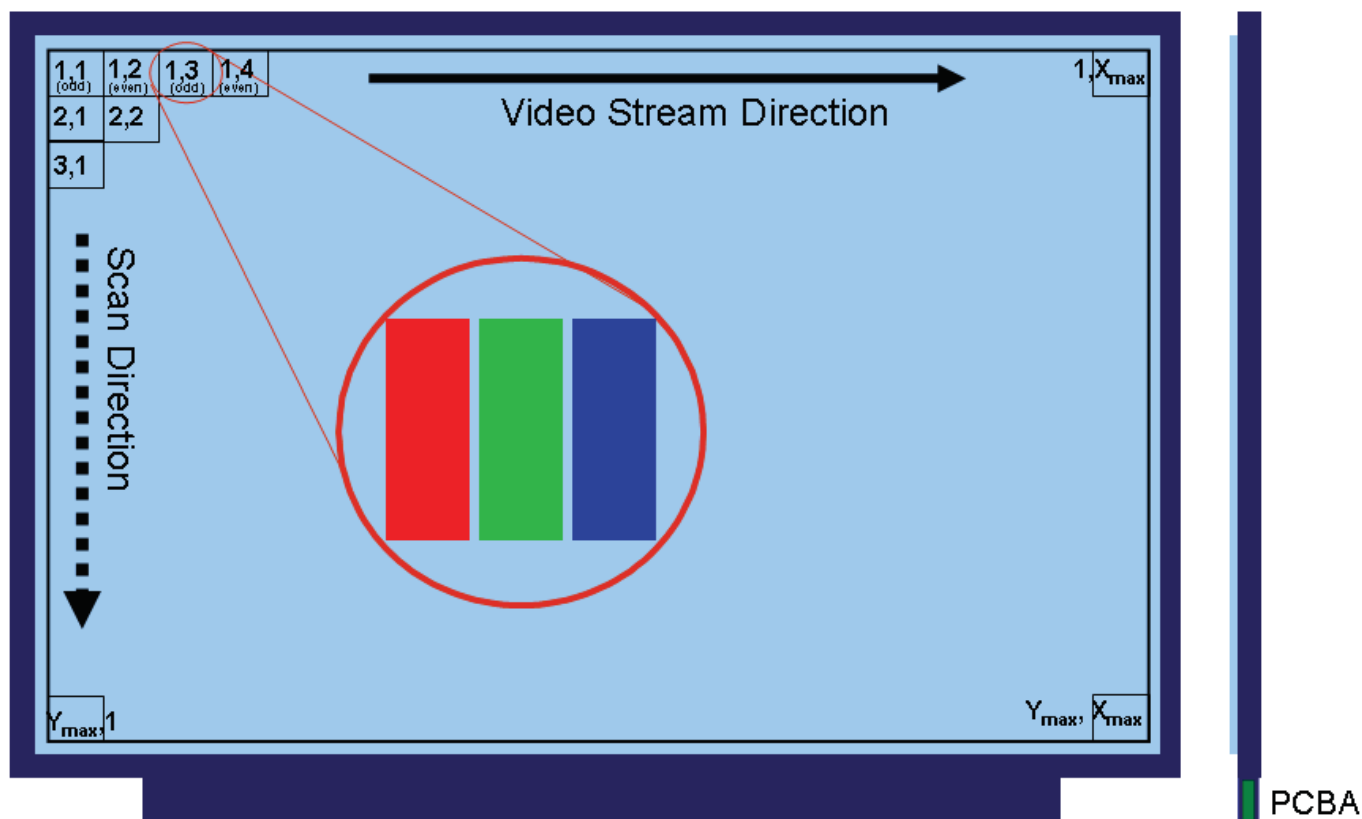 1,1 1,2 1,3 1,4 1,Xmax
(odd) (even) (odd) (even)
Video Stream Direction
2,1 2,2
3,1
Scan Direction
Ymax,1 Ymax, Xmax
PCBA